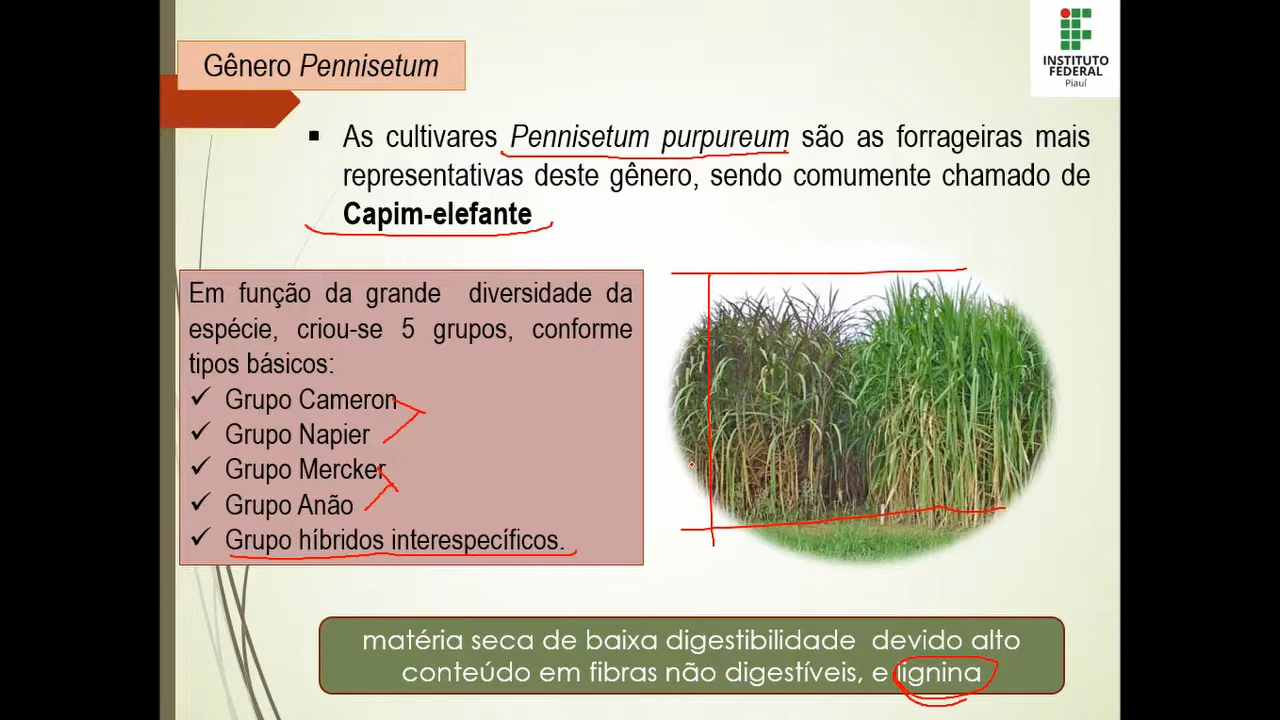 Gênero Pennisetum
INSTITUTO
FEDERAL
Piauí
▪ As cultivares Pennisetum purpureum são as forrageiras mais
representativas deste gênero, sendo comumente chamado de
Capim-elefante
Em função da grande diversidade da
espécie, criou-se 5 grupos, conforme
tipos básicos:
✓ Grupo Cameron
✓ Grupo Napier
✓ Grupo Mercker
✓ Grupo Anão
✓ Grupo híbridos interespecíficos.
matéria seca de baixa digestibilidade devido alto
conteúdo em fibras não digestíveis, e lignina